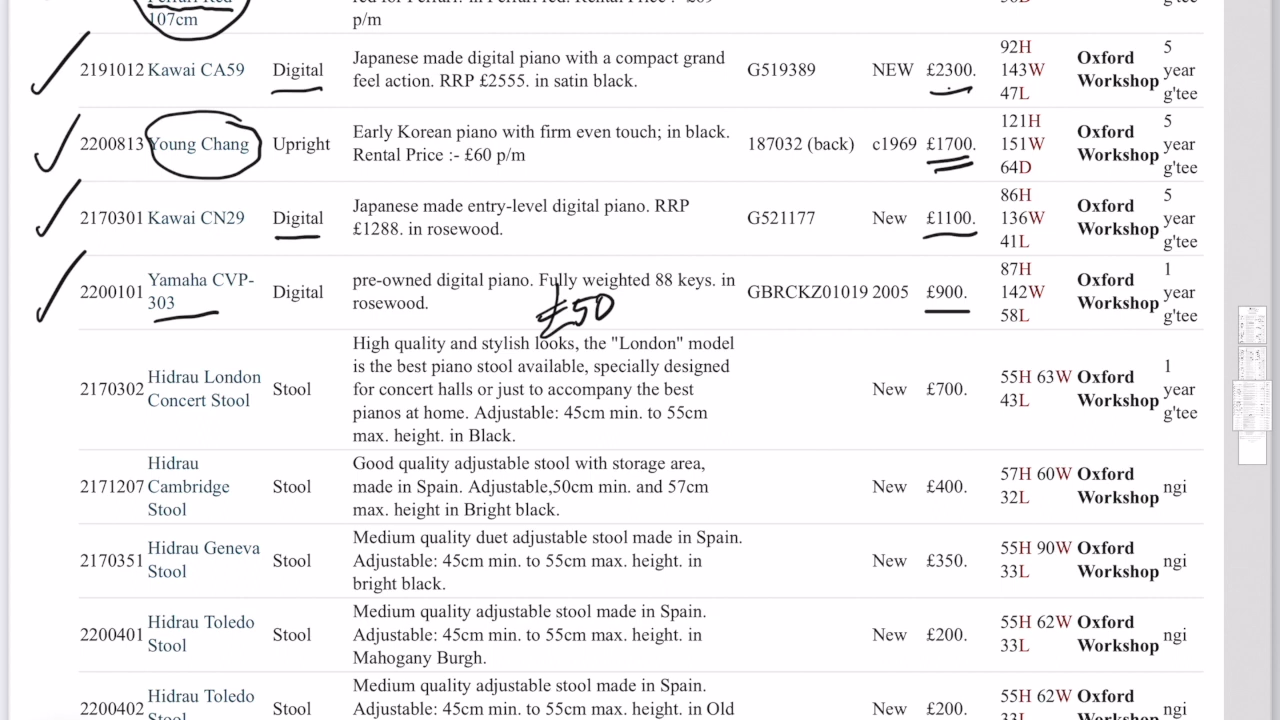 107cm
p/m
2191012 Kawai CA59 Digital Japanese made digital piano with a compact grand feel action. RRP £2555. in satin black. G519389 NEW £2300. 92H 143W 47L Oxford Workshop 5 year g'tee
2200813 Young Chang Upright Early Korean piano with firm even touch; in black. Rental Price :- £60 p/m 187032 (back) c1969 £1700. 121H 151W 64D Oxford Workshop 5 year g'tee
2170301 Kawai CN29 Digital Japanese made entry-level digital piano. RRP £1288. in rosewood. G521177 New £1100. 86H 136W 41L Oxford Workshop 5 year g'tee
2200101 Yamaha CVP-303 Digital pre-owned digital piano. Fully weighted 88 keys. in rosewood. GBRCKZ01019 2005 £900. 87H 142W 58L Oxford Workshop 1 year g'tee
£50
2170302 Hidrau London Concert Stool Stool High quality and stylish looks, the "London" model is the best piano stool available, specially designed for concert halls or just to accompany the best pianos at home. Adjustable: 45cm min. to 55cm max. height. in Black. New £700. 55H 63W 43L Oxford Workshop 1 year g'tee
2171207 Hidrau Cambridge Stool Stool Good quality adjustable stool with storage area, made in Spain. Adjustable,50cm min. and 57cm max. height in Bright black. New £400. 57H 60W 32L Oxford Workshop ngi
2170351 Hidrau Geneva Stool Stool Medium quality duet adjustable stool made in Spain. Adjustable: 45cm min. to 55cm max. height. in bright black. New £350. 55H 90W 33L Oxford Workshop ngi
2200401 Hidrau Toledo Stool Stool Medium quality adjustable stool made in Spain. Adjustable: 45cm min. to 55cm max. height. in Mahogany Burgh. New £200. 55H 62W 33L Oxford Workshop ngi
2200402 Hidrau Toledo Stool Stool Medium quality adjustable stool made in Spain. Adjustable: 45cm min. to 55cm max. height. in Old New £200. 55H 62W 33L Oxford Workshop ngi